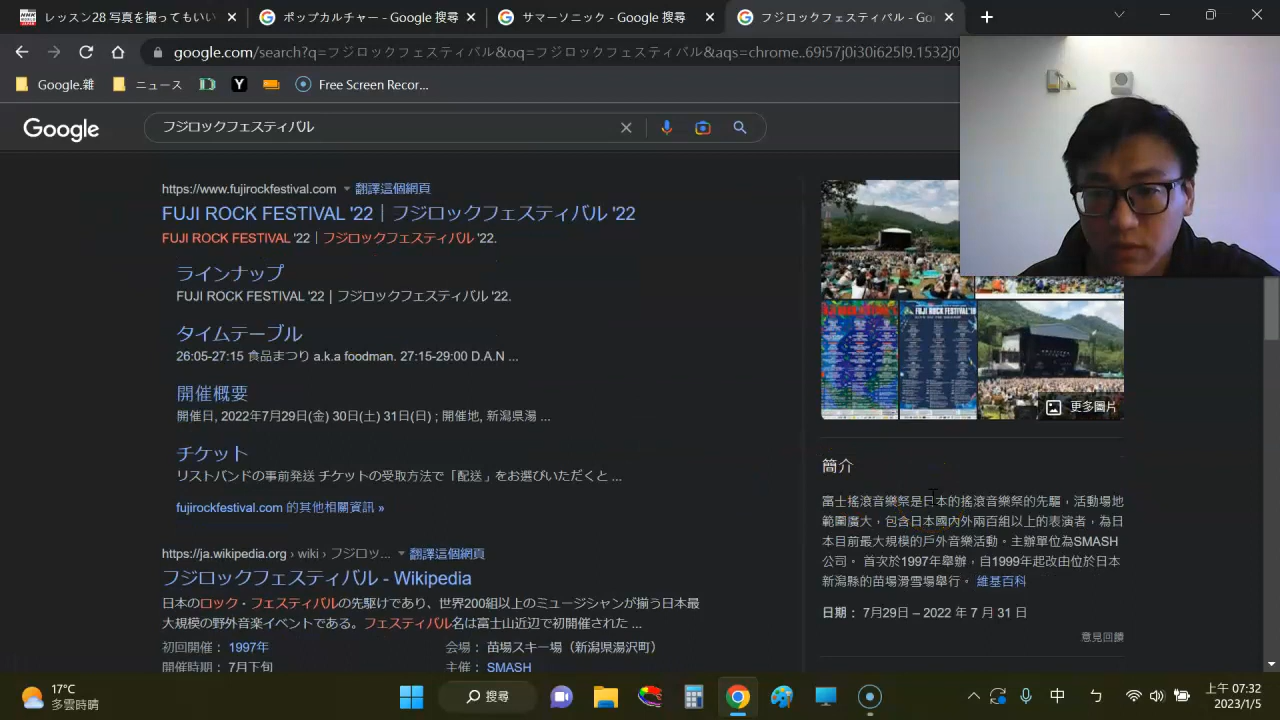 レッスン28 写真を撮って もいい
ポップカルチャー - Google 搜尋
サマーソニック - Google 搜尋
フジロックフェスティバル - Go
google.com/search?q=フジロックフェスティバル&oq=フジロックフェスティバル&aqs=chrome..69i57j0i30i625l9.1532j0
Google.雜
ニュース
Free Screen Recor...
Google
フジロックフェスティバル
https://www.fujirockfestival.com
翻譯這個網頁
FUJI ROCK FESTIVAL '22｜フジロックフェスティバル '22
FUJI ROCK FESTIVAL '22｜フジロックフェスティバル '22.
ラインナップ
FUJI ROCK FESTIVAL '22｜フジロックフェスティバル '22.
タイムテーブル
26:05-27:15 食品まつり a.k.a foodman. 27:15-29:00 D.A.N ...
開催概要
開催日. 2022年7月29日(金) 30日(土) 31日(日) ; 開催地. 新潟県湯...
チケット
リストバンドの事前発送 チケットの受取方法で「配送」をお選びいただくと ...
fujirockfestival.com 的其他相關資訊 »
https://ja.wikipedia.org › wiki › フジロッ...
翻譯這個網頁
フジロックフェスティバル - Wikipedia
日本のロック・フェスティバルの先駆けであり、世界200組以上のミュージシャンが揃う日本最
大規模の野外音楽イベントである。フェスティバル名は富士山近辺で初開催された ...
初回開催： 1997年
会場： 苗場スキー場（新潟県湯沢町）
開催時期： 7月下旬
主催： SMASH
更多圖片
簡介
富士搖滾音樂祭是日本的搖滾音樂祭的先驅，活動場地
範圍廣大，包含日本國內外兩百組以上的表演者，為日
本目前最大規模的戶外音樂活動。主辦單位為SMASH
公司。 首次於1997年舉辦，自1999年起改由位於日本
新潟縣的苗場滑雪場舉行。 維基百科
日期： 7月29日 – 2022 年 7 月 31 日
意見回饋
17°C
多雲時晴
搜尋
中
上午 07:32
2023/1/5